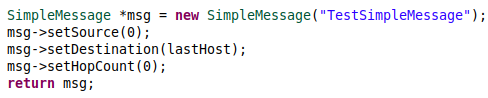 SimpleMessage *msg = new SimpleMessage("TestSimpleMessage");
msg->setSource(0);
msg->setDestination(lastHost);
msg->setHopCount(0);
return msg;